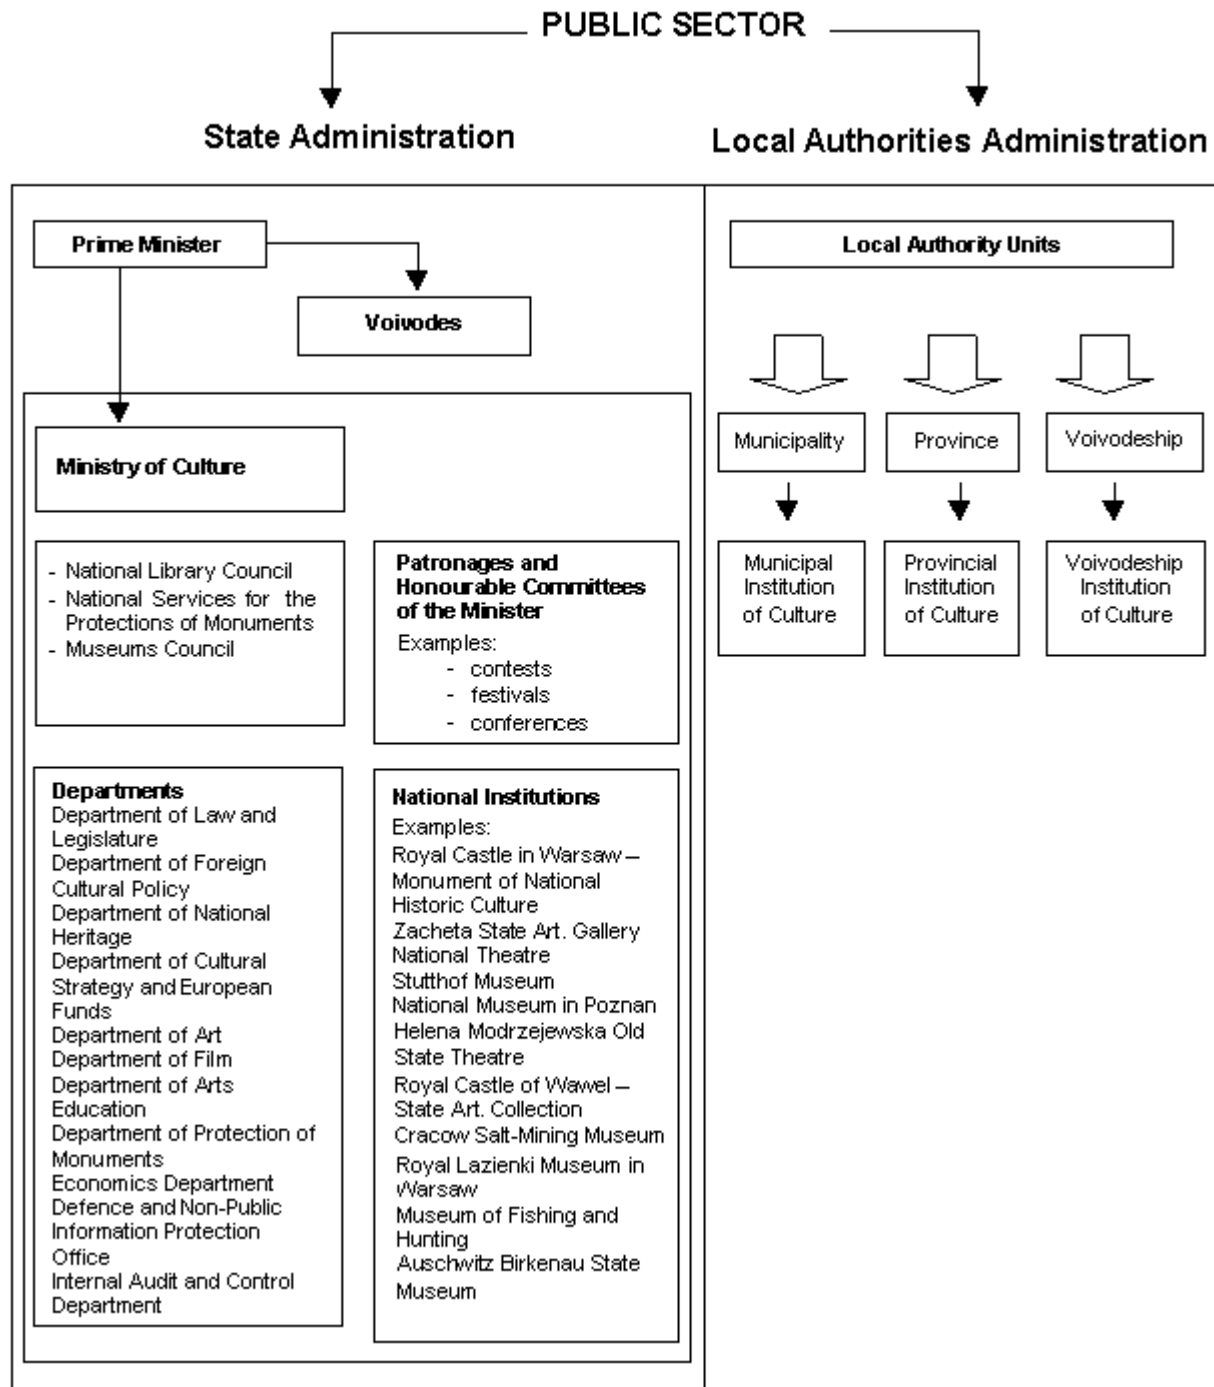 PUBLIC SECTOR
State Administration
Local Authorities Administration
Prime Minister
Voivodes
Ministry of Culture
- National Library Council
- National Services for the
Protections of Monuments
- Museums Council
Patronages and
Honourable Committees
of the Minister
Examples:
- contests
- festivals
- conferences
Departments
Department of Law and
Legislature
Department of Foreign
Cultural Policy
Department of National
Heritage
Department of Cultural
Strategy and European
Funds
Department of Art
Department of Film
Department of Arts
Education
Department of Protection of
Monuments
Economics Department
Defence and Non-Public
Information Protection
Office
Internal Audit and Control
Department
National Institutions
Examples:
Royal Castle in Warsaw –
Monument of National
Historic Culture
Zacheta State Art. Gallery
National Theatre
Stutthof Museum
National Museum in Poznan
Helena Modrzejewska Old
State Theatre
Royal Castle of Wawel –
State Art. Collection
Cracow Salt-Mining Museum
Royal Lazienki Museum in
Warsaw
Museum of Fishing and
Hunting
Auschwitz Birkenau State
Museum
Local Authority Units
Municipality
Province
Voivodeship
Municipal
Institution
of Culture
Provincial
Institution
of Culture
Voivodeship
Institution
of Culture